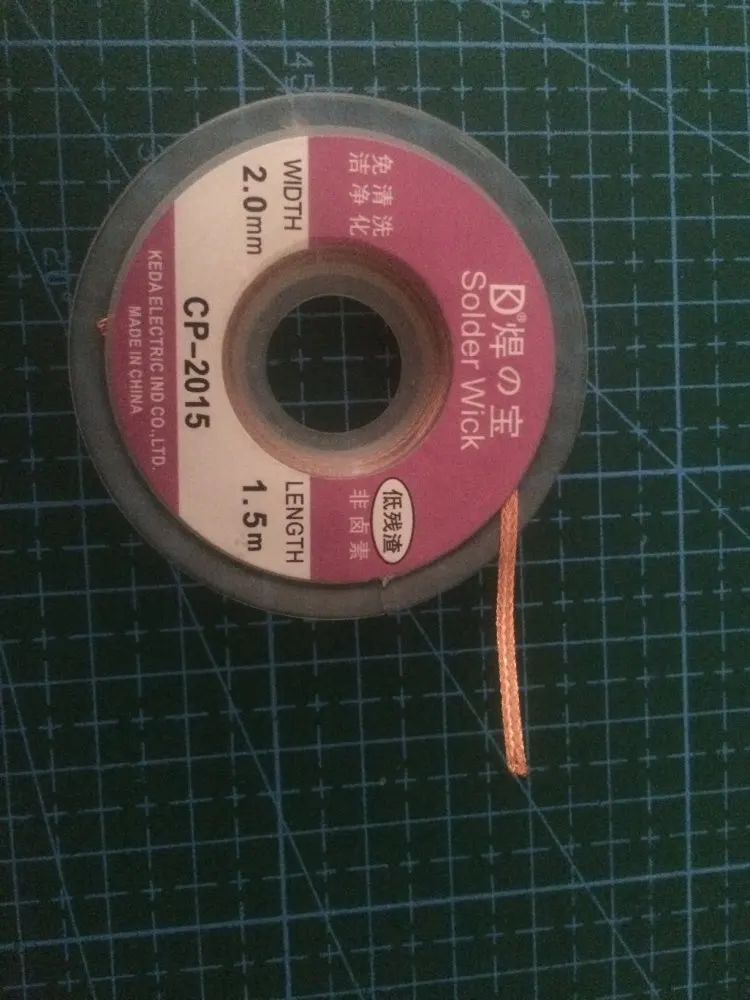 焊の宝
Solder Wick
免清洗
洁净化
低残渣
非卤素
WIDTH
2.0mm
LENGTH
1.5m
CP-2015
KEDA ELECTRIC IND CO.,LTD.
MADE IN CHINA
45